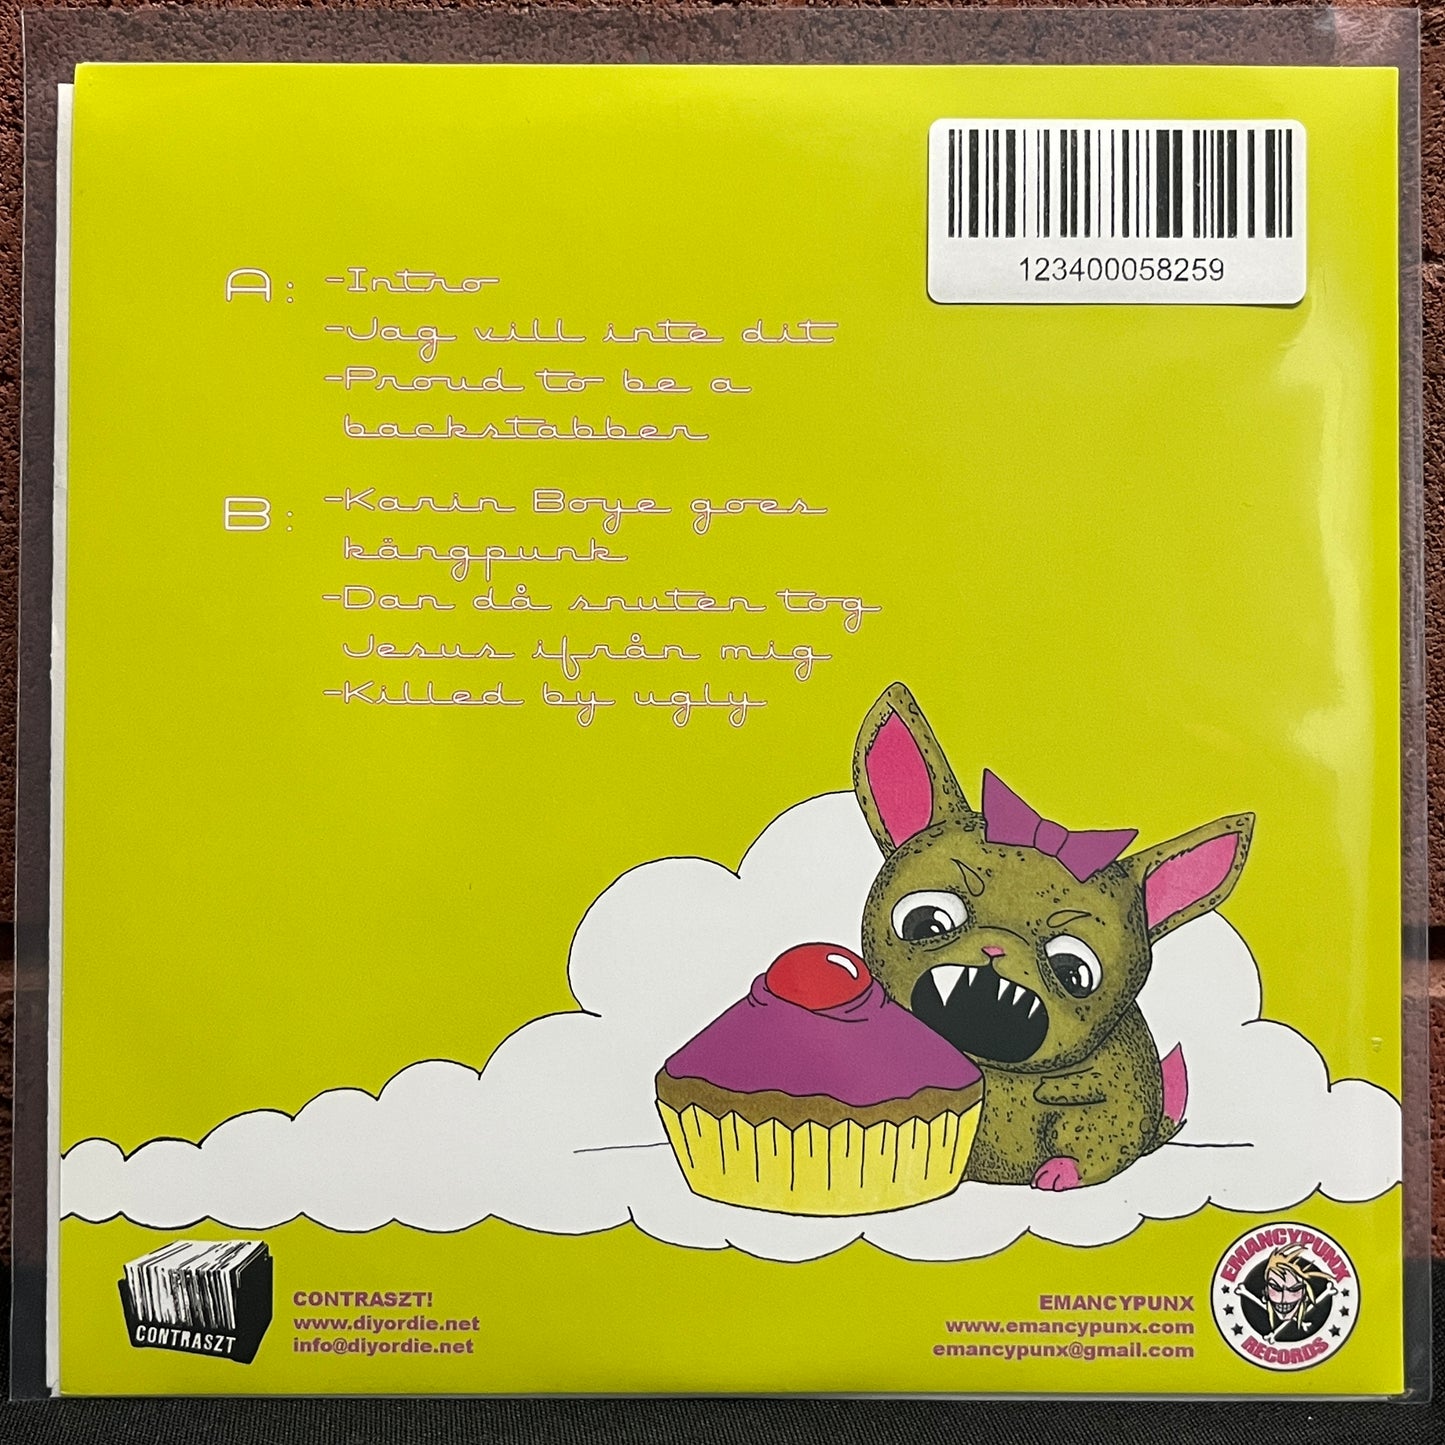 123400058259
A: -Intro
-Jag vill inte dit
-Proud to be a
backstabber
B: -Karin Boye goes
kängpunk
-Dan då snuten tog
Jesus ifrån mig
-Killed by ugly
CONTRASZT
CONTRASZT!
www.diyordie.net
info@diyordie.net
EMANCYPUNX
www.emancypunx.com
emancypunx@gmail.com
EMANCYPUNX
RECORDS